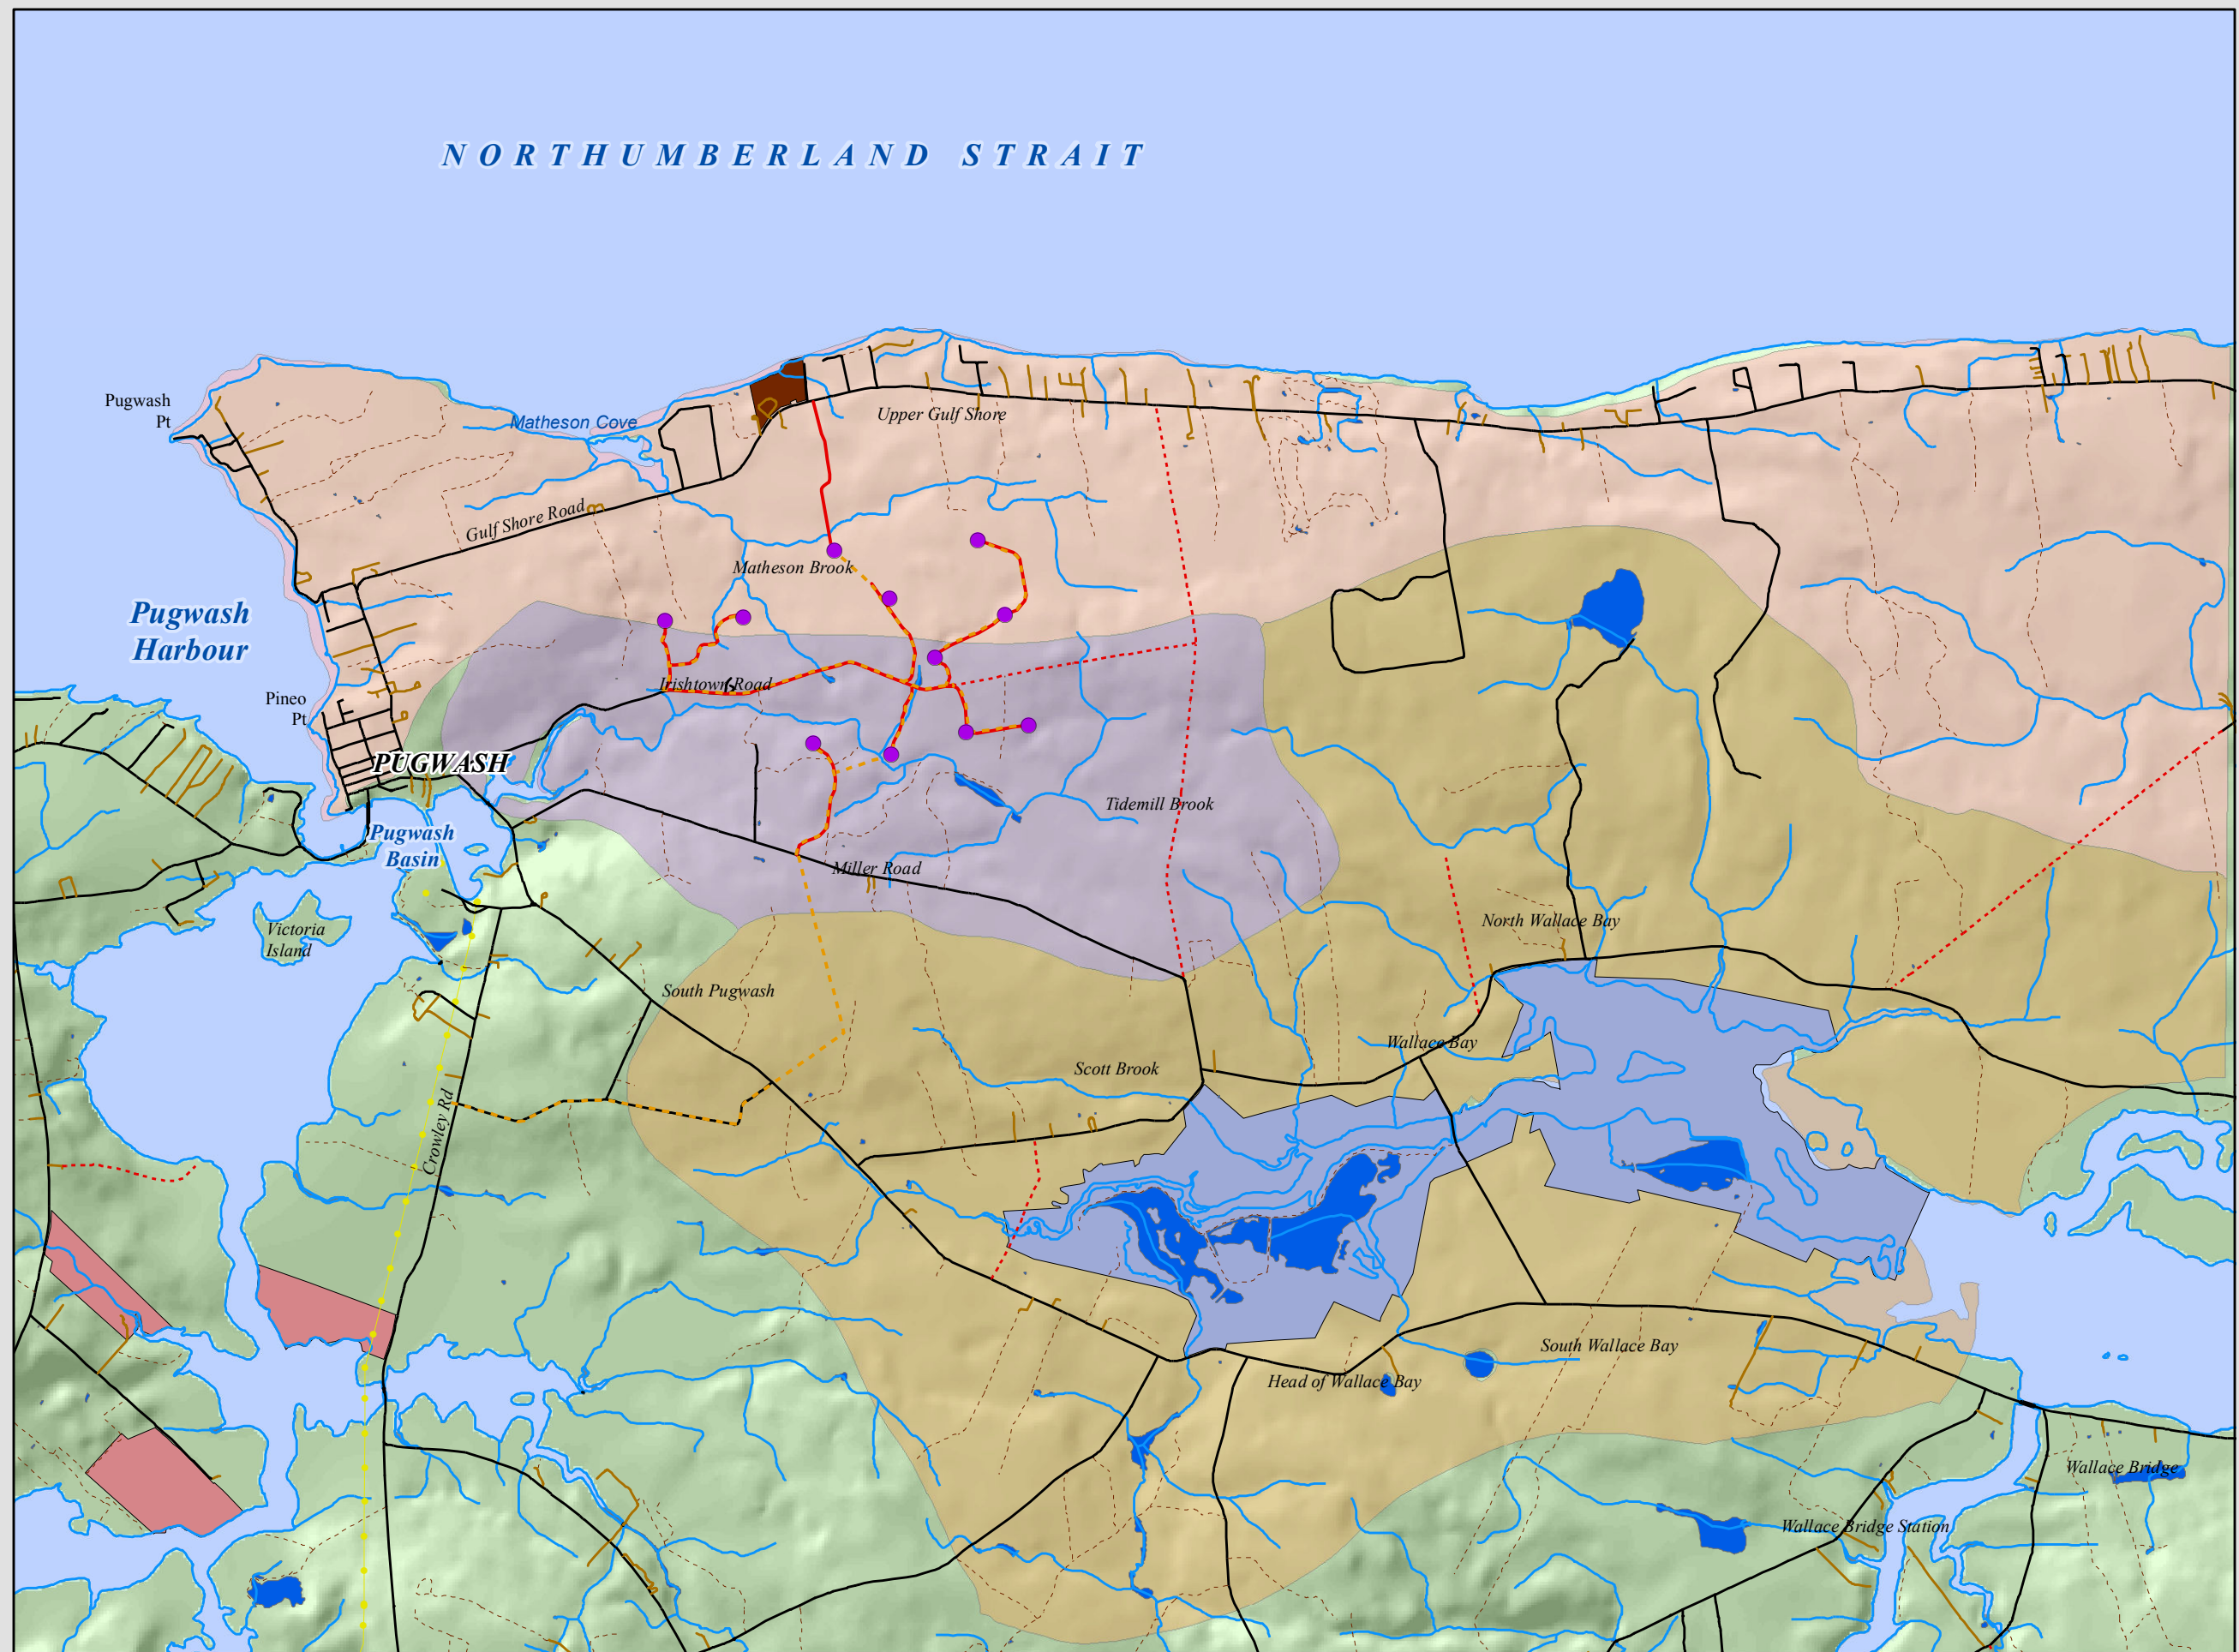 NORTHUMBERLAND STRAIT
Pugwash
Pt
Matheson Cove
Upper Gulf Shore
Gulf Shore Road
Matheson Brook
Pugwash
Harbour
Irishtown Road
Pineo
Pt
PUGWASH
Tidemill Brook
Pugwash
Basin
Miller Road
Victoria
Island
North Wallace Bay
South Pugwash
Wallace Bay
Scott Brook
Crowley Rd
South Wallace Bay
Head of Wallace Bay
Wallace Bridge
Wallace Bridge Station